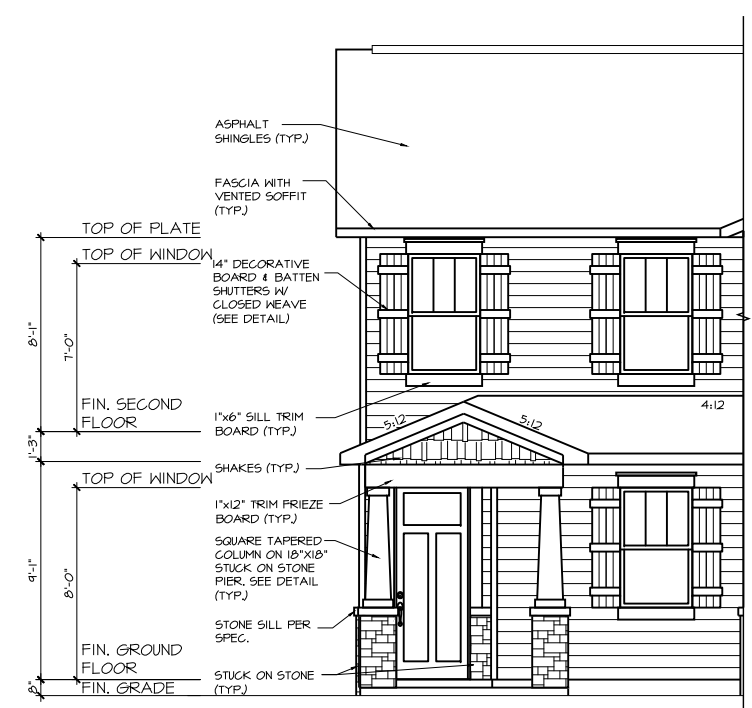 ASPHALT
SHINGLES (TYP.)
FASCIA WITH
VENTED SOFFIT
(TYP.)
TOP OF PLATE
TOP OF WINDOW
14" DECORATIVE
BOARD & BATTEN
SHUTTERS W/
CLOSED WEAVE
(SEE DETAIL)
8'-1"
7'-0"
FIN. SECOND
FLOOR
1"x6" SILL TRIM
BOARD (TYP.)
5:12
5:12
4:12
1'-3"
SHAKES (TYP.)
TOP OF WINDOW
1"x12" TRIM FRIEZE
BOARD (TYP.)
SQUARE TAPERED
COLUMN ON 18"X18"
STUCK ON STONE
PIER. SEE DETAIL
(TYP.)
9'-1"
8'-0"
STONE SILL PER
SPEC.
FIN. GROUND
FLOOR
STUCK ON STONE
(TYP.)
8"
FIN. GRADE